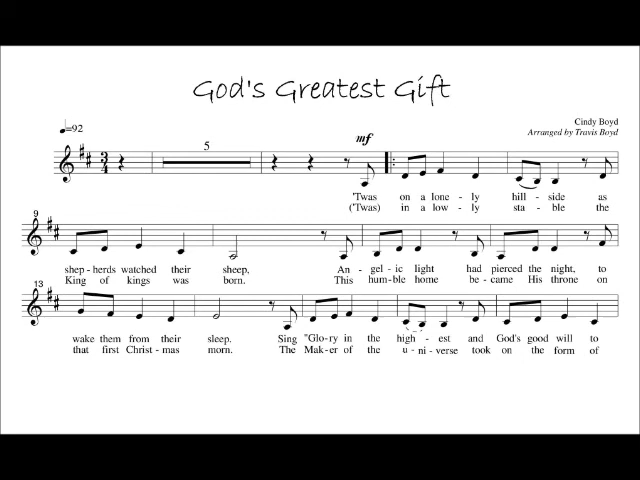 God's Greatest Gift
♩=92
Cindy Boyd
Arranged by Travis Boyd
5
mf
3
4
'Twas on a lone- ly hill - side as
('Twas) in a low - ly sta - ble the
9
shep-herds watched their sheep, An - gel - ic light had pierced the night, to
King of kings was born. This hum-ble home be - came His throne on
13
wake them from their sleep. Sing "Glo-ry in the high - est and God's good will to
that first Christ - mas morn. The Mak-er of the u - ni - verse took on the form of